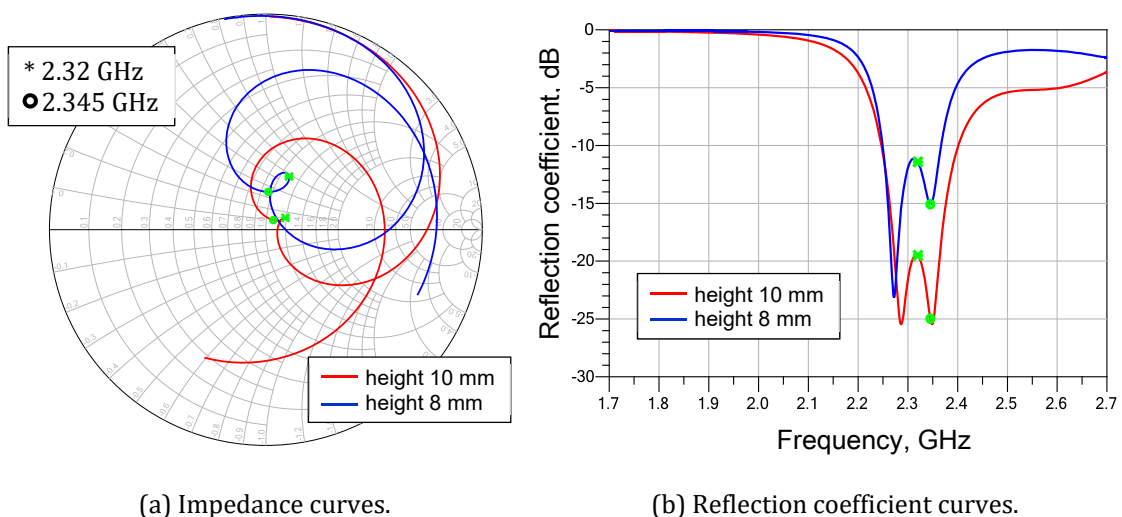 * 2.32 GHz
o 2.345 GHz
height 10 mm
height 8 mm
(a) Impedance curves.
Reflection coefficient, dB
0
-5
-10
-15
-20
-25
-30
height 10 mm
height 8 mm
1.7 1.8 1.9 2.0 2.1 2.2 2.3 2.4 2.5 2.6 2.7
Frequency, GHz
(b) Reflection coefficient curves.